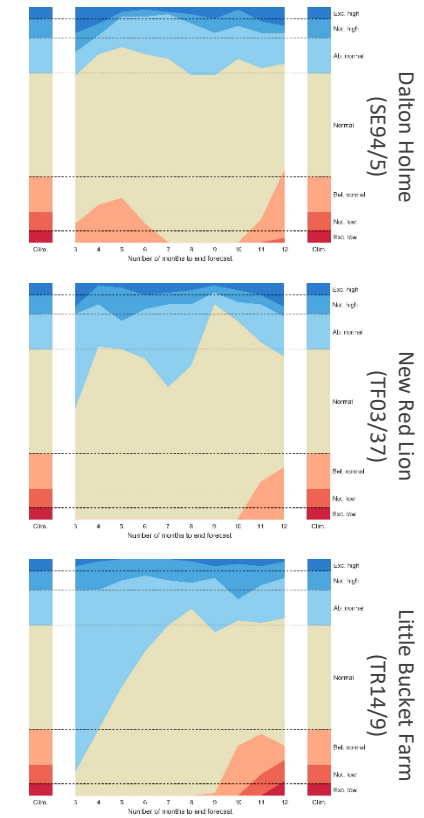 Exc. high
Not. high
Ab. normal
Normal
Bel. normal
Not. low
Exc. low
Clim. 3 4 5 6 7 8 9 10 11 12 Clim.
Number of months to end forecast
Dalton Holme
(SE94/5)
Exc. high
Not. high
Ab. normal
Normal
Bel. normal
Not. low
Exc. low
Clim. 3 4 5 6 7 8 9 10 11 12 Clim.
Number of months to end forecast
New Red Lion
(TF03/37)
Exc. high
Not. high
Ab. normal
Normal
Bel. normal
Not. low
Exc. low
Clim. 3 4 5 6 7 8 9 10 11 12 Clim.
Number of months to end forecast
Little Bucket Farm
(TR14/9)